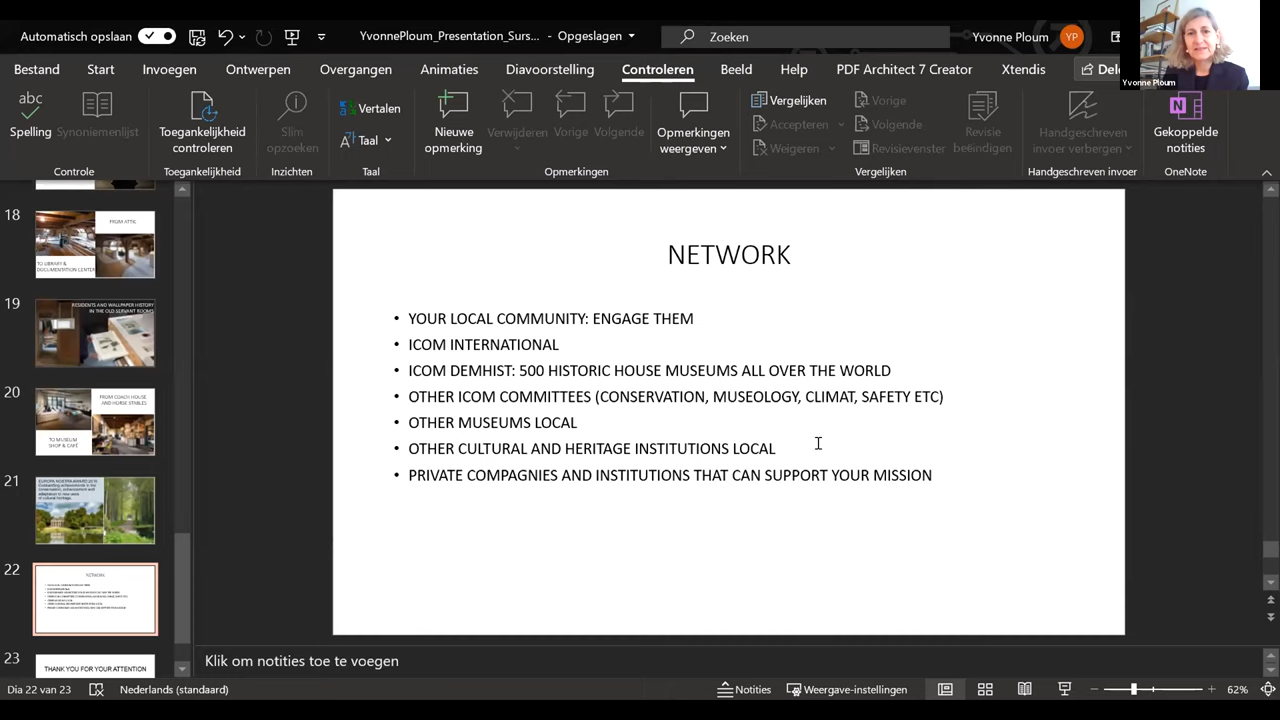 Automatisch opslaan
YvonnePloum_Presentation_Surs... - Opgeslagen
Zoeken
Yvonne Ploum
YP
Yvonne Ploum
Bestand
Start
Invoegen
Ontwerpen
Overgangen
Animaties
Diavoorstelling
Controleren
Beeld
Help
PDF Architect 7 Creator
Xtendis
Dele
abc
Spelling
Synoniemenlijst
Toegankelijkheid
controleren
Slim
opzoeken
Vertalen
Taal
Nieuwe
opmerking
Verwijderen
Vorige
Volgende
Opmerkingen
weergeven
Vergelijken
Accepteren
Weigeren
Vorige
Volgende
Revisievenster
Revisie
beëindigen
Handgeschreven
invoer verbergen
N
Gekoppelde
notities
Controle
Toegankelijkheid
Inzichten
Taal
Opmerkingen
Vergelijken
Handgeschreven invoer
OneNote
18
FROM ATTIC
TO LIBRARY &
DOCUMENTATION CENTER
19
RESIDENTS AND WALLPAPER HISTORY
IN THE OLD SERVANT ROOMS
20
FROM COACH HOUSE
AND HORSE STABLES
TO MUSEUM
SHOP & CAFÉ
21
22
NETWORK
23
THANK YOU FOR YOUR ATTENTION
NETWORK
• YOUR LOCAL COMMUNITY: ENGAGE THEM
• ICOM INTERNATIONAL
• ICOM DEMHIST: 500 HISTORIC HOUSE MUSEUMS ALL OVER THE WORLD
• OTHER ICOM COMMITTEES (CONSERVATION, MUSEOLOGY, CLIMAT, SAFETY ETC)
• OTHER MUSEUMS LOCAL
• OTHER CULTURAL AND HERITAGE INSTITUTIONS LOCAL
• PRIVATE COMPAGNIES AND INSTITUTIONS THAT CAN SUPPORT YOUR MISSION
Klik om notities toe te voegen
Dia 22 van 23
Nederlands (standaard)
Notities
Weergave-instellingen
62%